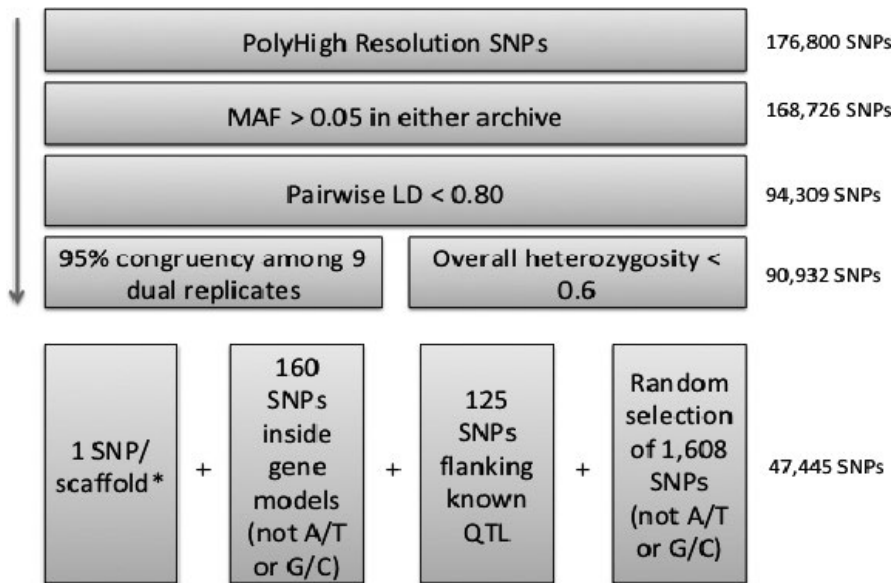 PolyHigh Resolution SNPs
176,800 SNPs
MAF > 0.05 in either archive
168,726 SNPs
Pairwise LD < 0.80
94,309 SNPs
95% congruency among 9
dual replicates
Overall heterozygosity <
0.6
90,932 SNPs
1 SNP/
scaffold*
+
160
SNPs
inside
gene
models
(not A/T
or G/C)
+
125
SNPs
flanking
known
QTL
+
Random
selection
of 1,608
SNPs
(not A/T
or G/C)
47,445 SNPs